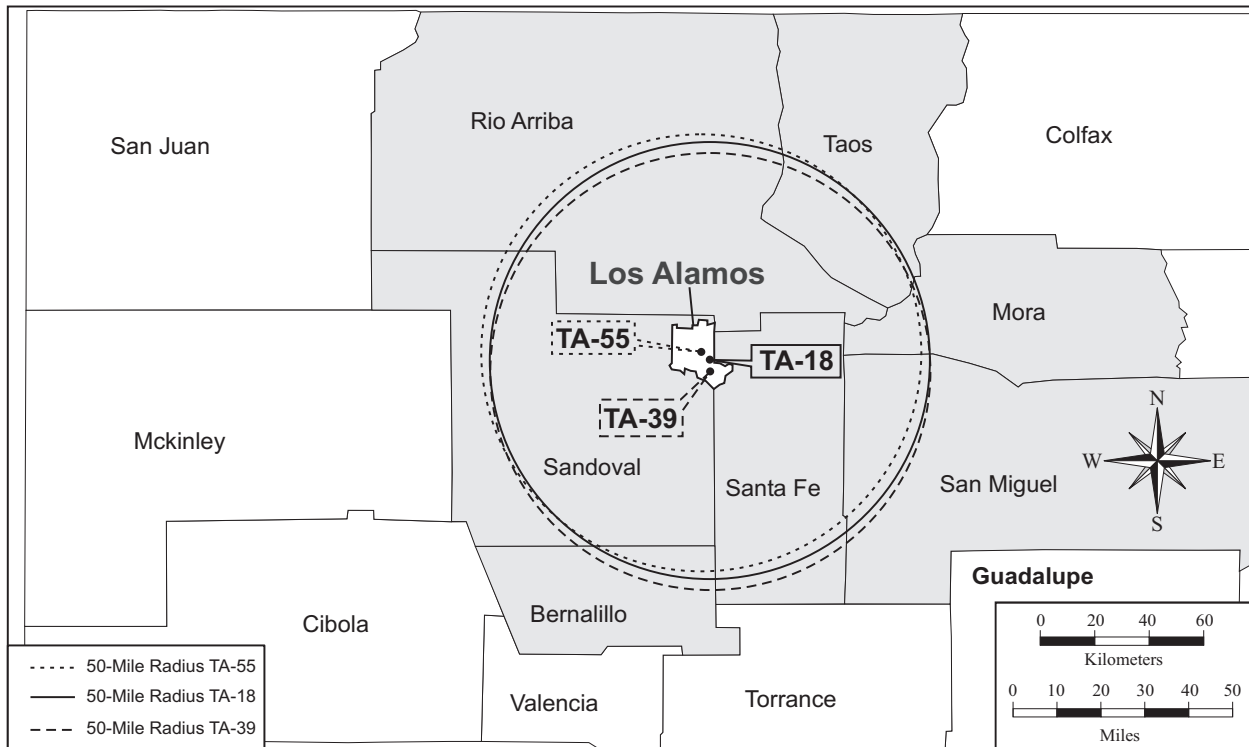 San Juan
Rio Arriba
Taos
Colfax
Los Alamos
TA-55
TA-18
TA-39
Mora
Mckinley
Sandoval
Santa Fe
San Miguel
N
W E
S
Guadalupe
Cibola
Bernalillo
Valencia
Torrance
50-Mile Radius TA-55
50-Mile Radius TA-18
50-Mile Radius TA-39
0 20 40 60
Kilometers
0 10 20 30 40 50
Miles